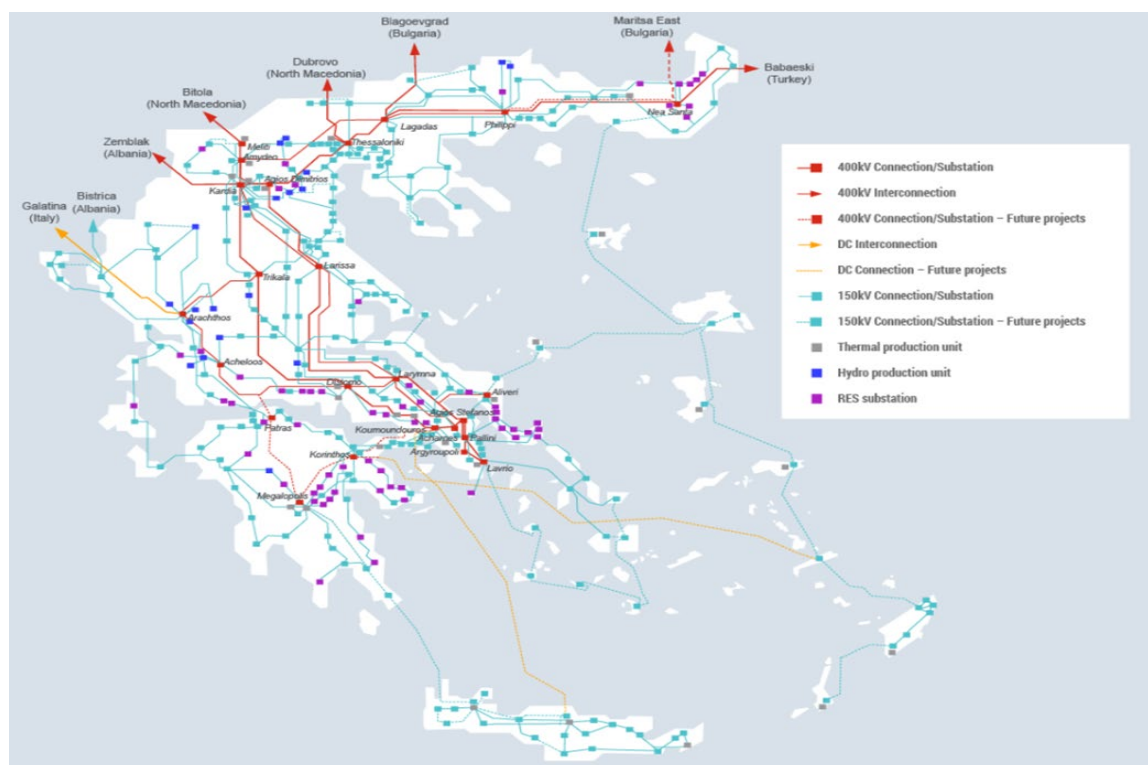 Blagoevgrad
(Bulgaria)
Maritsa East
(Bulgaria)
Dubrovo
(North Macedonia)
Babaeski
(Turkey)
Bitola
(North Macedonia)
Nea Santa
Philippi
Lagadas
Zemblak
(Albania)
Meliti
Thessaloniki
Amydeo
Bistrica
(Albania)
Agios Dimitrios
Kardia
Galatina
(Italy)
Larissa
Trikala
Arachthos
Acheloos
Larymna
Distomo
Aliveri
Agios Stefanos
Patras
Koumoundouros
Acharnes
Pallini
Argyroupoli
Korinthos
Lavrio
Megalopolis
400kV Connection/Substation
400kV Interconnection
400kV Connection/Substation – Future projects
DC Interconnection
DC Connection – Future projects
150kV Connection/Substation
150kV Connection/Substation – Future projects
Thermal production unit
Hydro production unit
RES substation